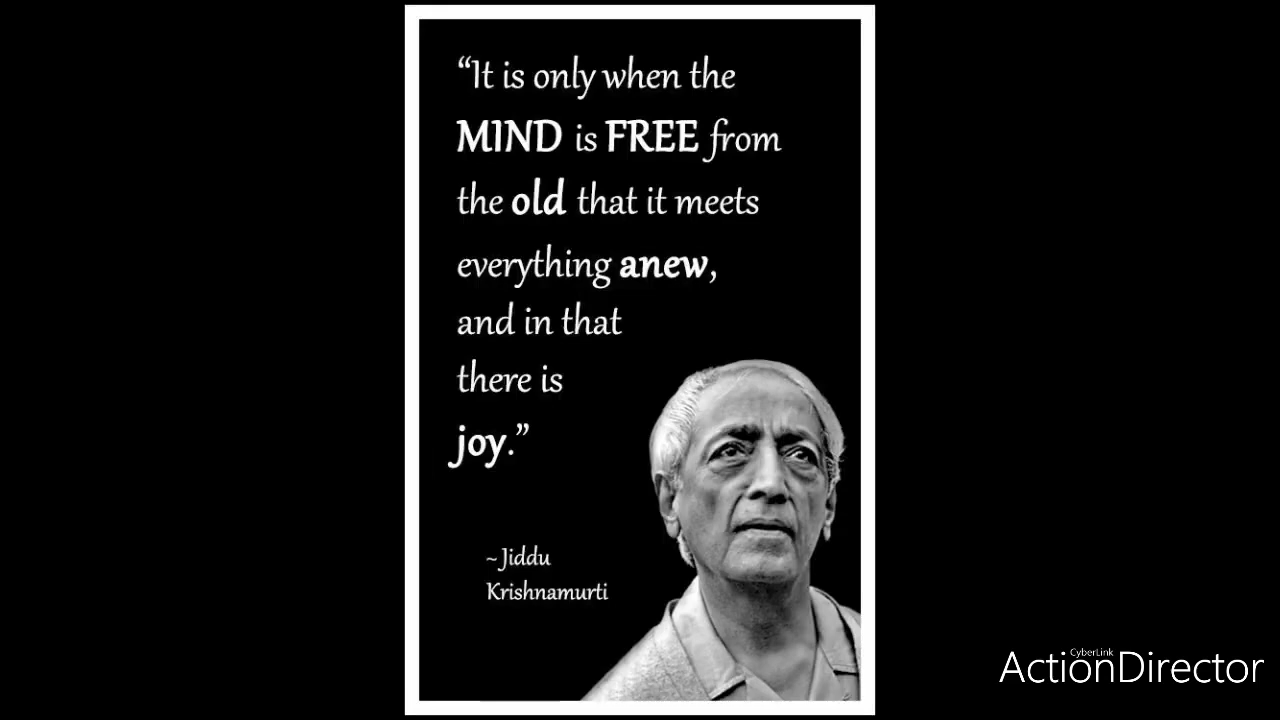 “It is only when the
MIND is FREE from
the old that it meets
everything anew,
and in that
there is
joy.”
~ Jiddu
Krishnamurti
CyberLink
ActionDirector